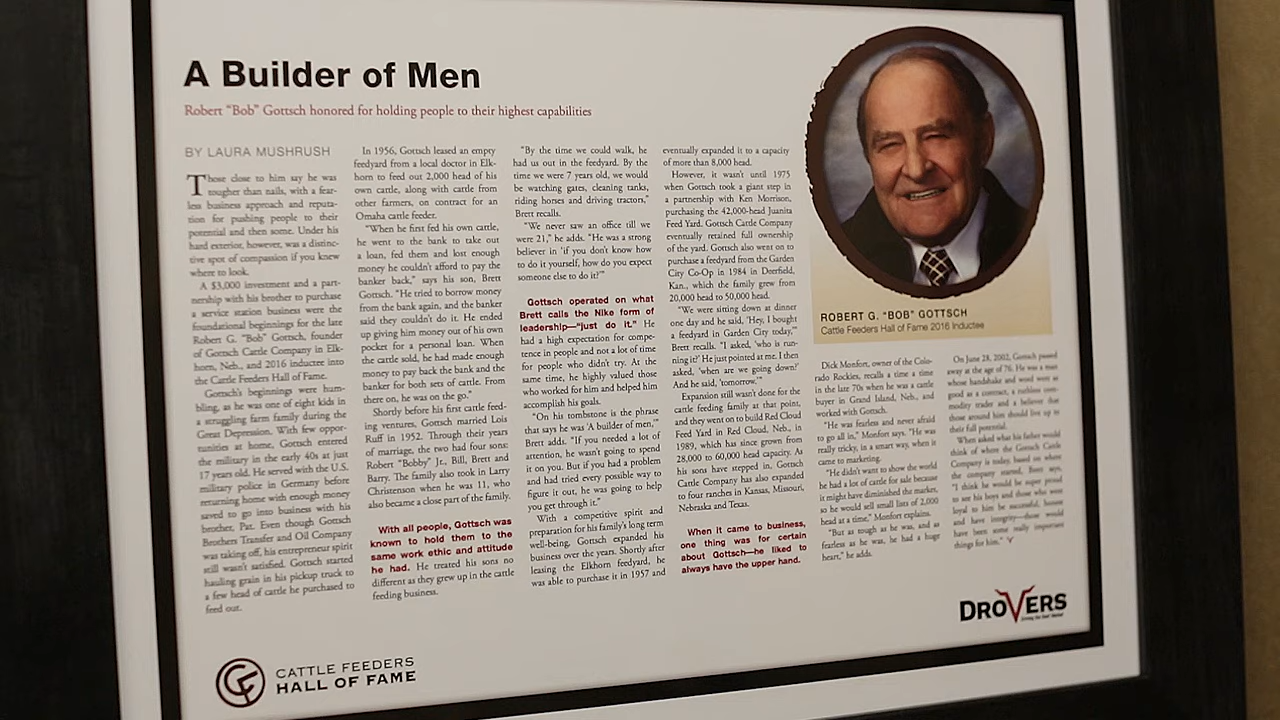 A Builder of Men
Robert "Bob" Gottsch honored for holding people to their highest capabilities
BY LAURA MUSHRUSH
Those close to him say he was
tougher than nails, with a fear-
less business approach and reputa-
tion for pushing people to their
potential and then some. Under his
hard exterior, however, was a distinc-
tive spot of compassion if you knew
where to look.
A $3,000 investment and a part-
nership with his brother to purchase
a service station business were the
foundational beginnings for the late
Robert G. "Bob" Gottsch, founder
of Gottsch Cattle Company in Elk-
horn, Neb., and 2016 inductee into
the Cattle Feeders Hall of Fame.
Gottsch's beginnings were hum-
bling, as he was one of eight kids in
a struggling farm family during the
Great Depression. With few oppor-
tunities at home, Gottsch entered
the military in the early 40s at just
17 years old. He served with the U.S.
military police in Germany before
returning home with enough money
saved to go into business with his
brother, Pat. Even though Gottsch
Brothers Transfer and Oil Company
was taking off, his entrepreneur spirit
still wasn't satisfied. Gottsch started
hauling grain in his pickup truck to
a few head of cattle he purchased to
feed out.
In 1956, Gottsch leased an empty
feedyard from a local doctor in Elk-
horn to feed out 2,000 head of his
own cattle, along with cattle from
other farmers, on contract for an
Omaha cattle feeder.
"When he first fed his own cattle,
he went to the bank to take out
a loan, fed them and lost enough
money he couldn't afford to pay the
banker back," says his son, Brett
Gottsch. "He tried to borrow money
from the bank again, and the banker
said they couldn't do it. He ended
up giving him money out of his own
pocket for a personal loan. When
the cattle sold, he had made enough
money to pay back the bank and the
banker for both sets of cattle. From
there on, he was on the go."
Shortly before his first cattle feed-
ing ventures, Gottsch married Lois
Ruff in 1952. Through their years
of marriage, the two had four sons:
Robert "Bobby" Jr., Bill, Brett and
Barry. The family also took in Larry
Christenson when he was 11, who
also became a close part of the family.
With all people, Gottsch was
known to hold them to the
same work ethic and attitude
he had. He treated his sons no
different as they grew up in the cattle
feeding business.
"By the time we could walk, he
had us out in the feedyard. By the
time we were 7 years old, we would
be watching gates, cleaning tanks,
riding horses and driving tractors,"
Brett recalls.
"We never saw an office till we
were 21," he adds. "He was a strong
believer in 'if you don't know how
to do it yourself, how do you expect
someone else to do it?'"
Gottsch operated on what
Brett calls the Nike form of
leadership—"just do it." He
had a high expectation for compe-
tence in people and not a lot of time
for people who didn't try. At the
same time, he highly valued those
who worked for him and helped him
accomplish his goals.
"On his tombstone is the phrase
that says he was 'A builder of men,'"
Brett adds. "If you needed a lot of
attention, he wasn't going to spend
it on you. But if you had a problem
and had tried every possible way to
figure it out, he was going to help
you get through it."
With a competitive spirit and
preparation for his family's long term
well-being, Gottsch expanded his
business over the years. Shortly after
leasing the Elkhorn feedyard, he
was able to purchase it in 1957 and
eventually expanded it to a capacity
of more than 8,000 head.
However, it wasn't until 1975
when Gottsch took a giant step in
a partnership with Ken Morrison,
purchasing the 42,000-head Juanita
Feed Yard. Gottsch Cattle Company
eventually retained full ownership
of the yard. Gottsch also went on to
purchase a feedyard from the Garden
City Co-Op in 1984 in Deerfield,
Kan., which the family grew from
20,000 head to 50,000 head.
"We were sitting down at dinner
one day and he said, 'Hey, I bought
a feedyard in Garden City today,'"
Brett recalls. "I asked, 'who is run-
ning it?' He just pointed at me. I then
asked, 'when are we going down?'
And he said, 'tomorrow.'"
Expansion still wasn't done for the
cattle feeding family at that point,
and they went on to build Red Cloud
Feed Yard in Red Cloud, Neb., in
1989, which has since grown from
28,000 to 60,000 head capacity. As
his sons have stepped in, Gottsch
Cattle Company has also expanded
to four ranches in Kansas, Missouri,
Nebraska and Texas.
When it came to business,
one thing was for certain
about Gottsch—he liked to
always have the upper hand.
ROBERT G. "BOB" GOTTSCH
Cattle Feeders Hall of Fame 2016 Inductee
Dick Monfort, owner of the Colo-
rado Rockies, recalls a time a time
in the late 70s when he was a cattle
buyer in Grand Island, Neb., and
worked with Gottsch.
"He was fearless and never afraid
to go all in," Monfort says. "He was
really tricky, in a smart way, when it
came to marketing.
"He didn't want to show the world
he had a lot of cattle for sale because
it might have diminished the market,
so he would sell small lists of 2,000
head at a time," Monfort explains.
"But as tough as he was, and as
fearless as he was, he had a huge
heart," he adds.
On June 28, 2002, Gottsch passed
away at the age of 76. He was a man
whose handshake and word were as
good as a contract, a ruthless com-
modity trader and a believer that
those around him should live up to
their full potential.
When asked what his father would
think of where the Gottsch Cattle
Company is today, based on where
the company started, Brett says,
"I think he would be super proud
to see his boys and those who were
loyal to him be successful, honest
and have integrity—those would
have been some really important
things for him."
DROVERS
CATTLE FEEDERS
HALL OF FAME